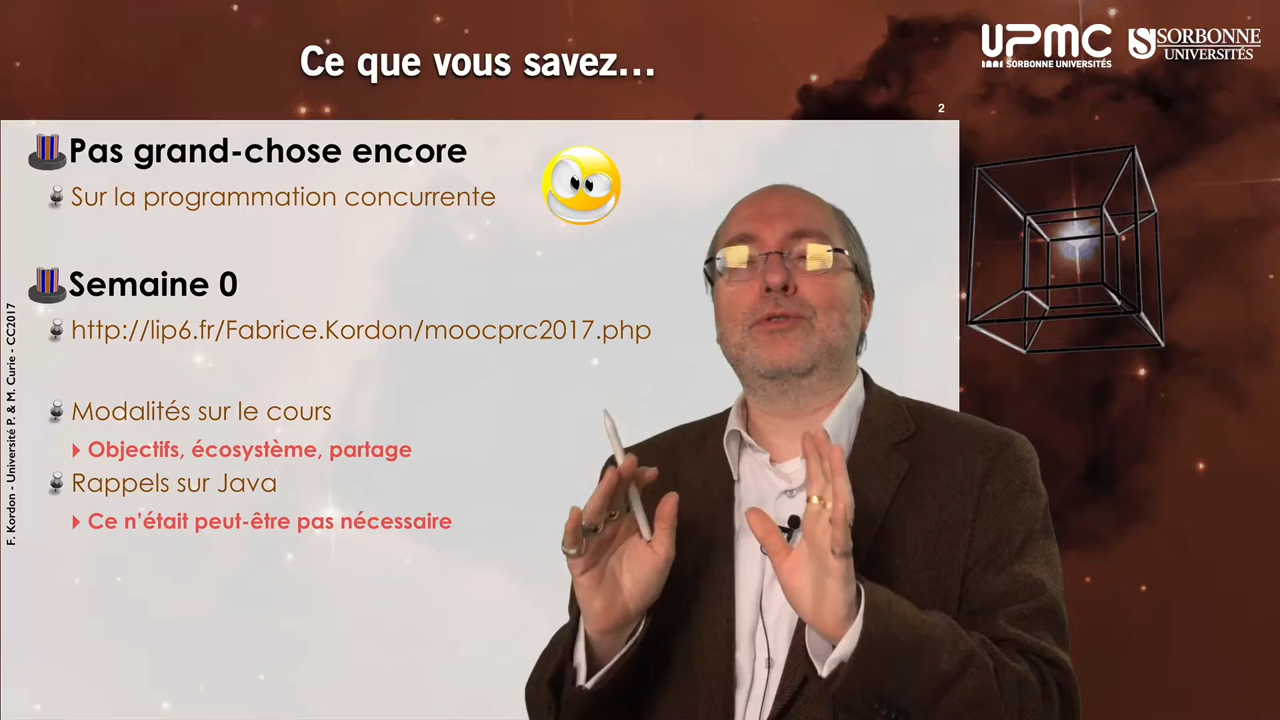 Ce que vous savez...
UPMC
SORBONNE UNIVERSITÉS
SORBONNE
UNIVERSITÉS
2
Pas grand-chose encore
Sur la programmation concurrente
Semaine 0
http://lip6.fr/Fabrice.Kordon/moocprc2017.php
Modalités sur le cours
Objectifs, écosystème, partage
Rappels sur Java
Ce n'était peut-être pas nécessaire
F. Kordon - Université P. & M. Curie - CC2017